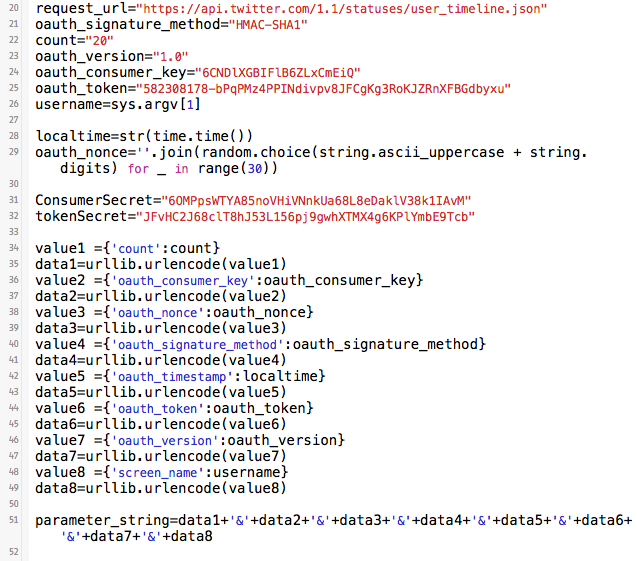 20 request_url="https://api.twitter.com/1.1/statuses/user_timeline.json"
21 oauth_signature_method="HMAC-SHA1"
22 count="20"
23 oauth_version="1.0"
24 oauth_consumer_key="6CNDlXGBIFlB6ZLxCmEiQ"
25 oauth_token="582308178-bPqPMz4PPINdivpv8JFCgKg3RoKJZRnXFBGdbyxu"
26 username=sys.argv[1]
27
28 localtime=str(time.time())
29 oauth_nonce=''.join(random.choice(string.ascii_uppercase + string.
digits) for _ in range(30))
30
31 ConsumerSecret="6OMPpsWTYA85noVHiVNnkUa68L8eDaklV38k1IAvM"
32 tokenSecret="JFvHC2J68clT8hJ53L156pj9gwhXTMX4g6KPlYmbE9Tcb"
33
34 value1 ={'count':count}
35 data1=urllib.urlencode(value1)
36 value2 ={'oauth_consumer_key':oauth_consumer_key}
37 data2=urllib.urlencode(value2)
38 value3 ={'oauth_nonce':oauth_nonce}
39 data3=urllib.urlencode(value3)
40 value4 ={'oauth_signature_method':oauth_signature_method}
41 data4=urllib.urlencode(value4)
42 value5 ={'oauth_timestamp':localtime}
43 data5=urllib.urlencode(value5)
44 value6 ={'oauth_token':oauth_token}
45 data6=urllib.urlencode(value6)
46 value7 ={'oauth_version':oauth_version}
47 data7=urllib.urlencode(value7)
48 value8 ={'screen_name':username}
49 data8=urllib.urlencode(value8)
50
51 parameter_string=data1+'&'+data2+'&'+data3+'&'+data4+'&'+data5+'&'+data6+
'&'+data7+'&'+data8
52